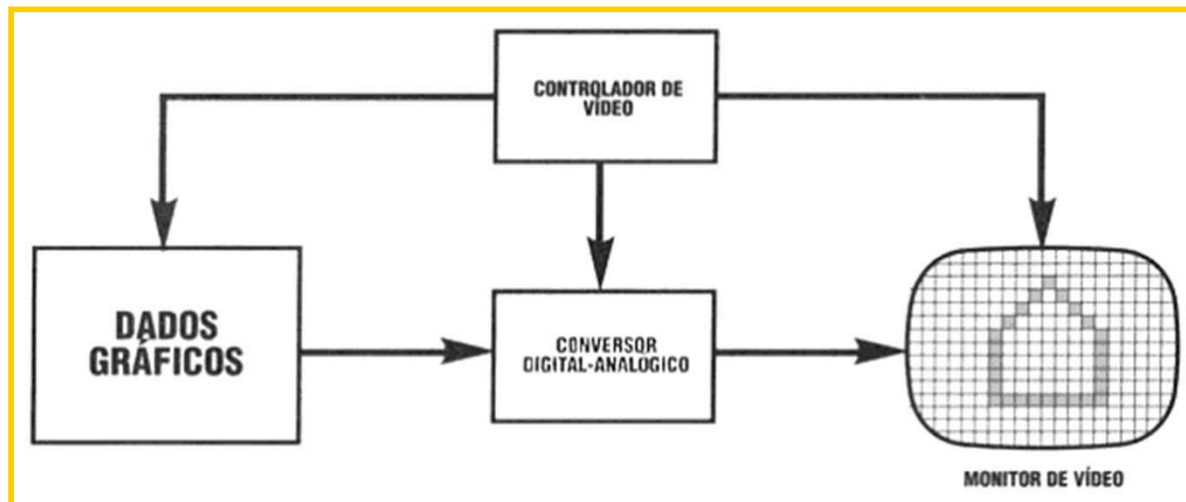 CONTROLADOR DE
VÍDEO
DADOS
GRÁFICOS
CONVERSOR
DIGITAL-ANALOGICO
MONITOR DE VÍDEO